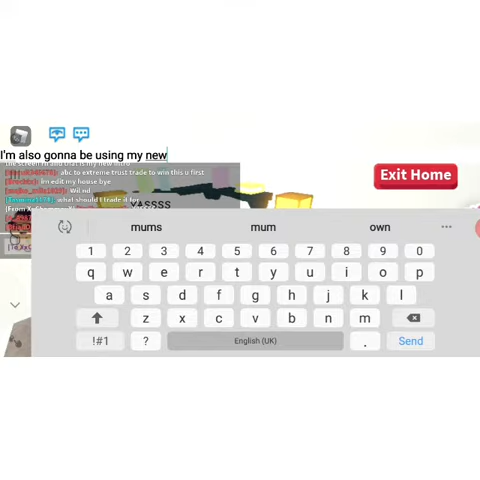 I'm also gonna be using my new
abc to extreme trust trade to win this u first
Im edit my house bye
Wil nd
what should I trade it for
Exit Home
YASSSS
mums mum own
1 2 3 4 5 6 7 8 9 0
q w e r t y u i o p
a s d f g h j k l
z x c v b n m
!#1 ? English (UK) . Send